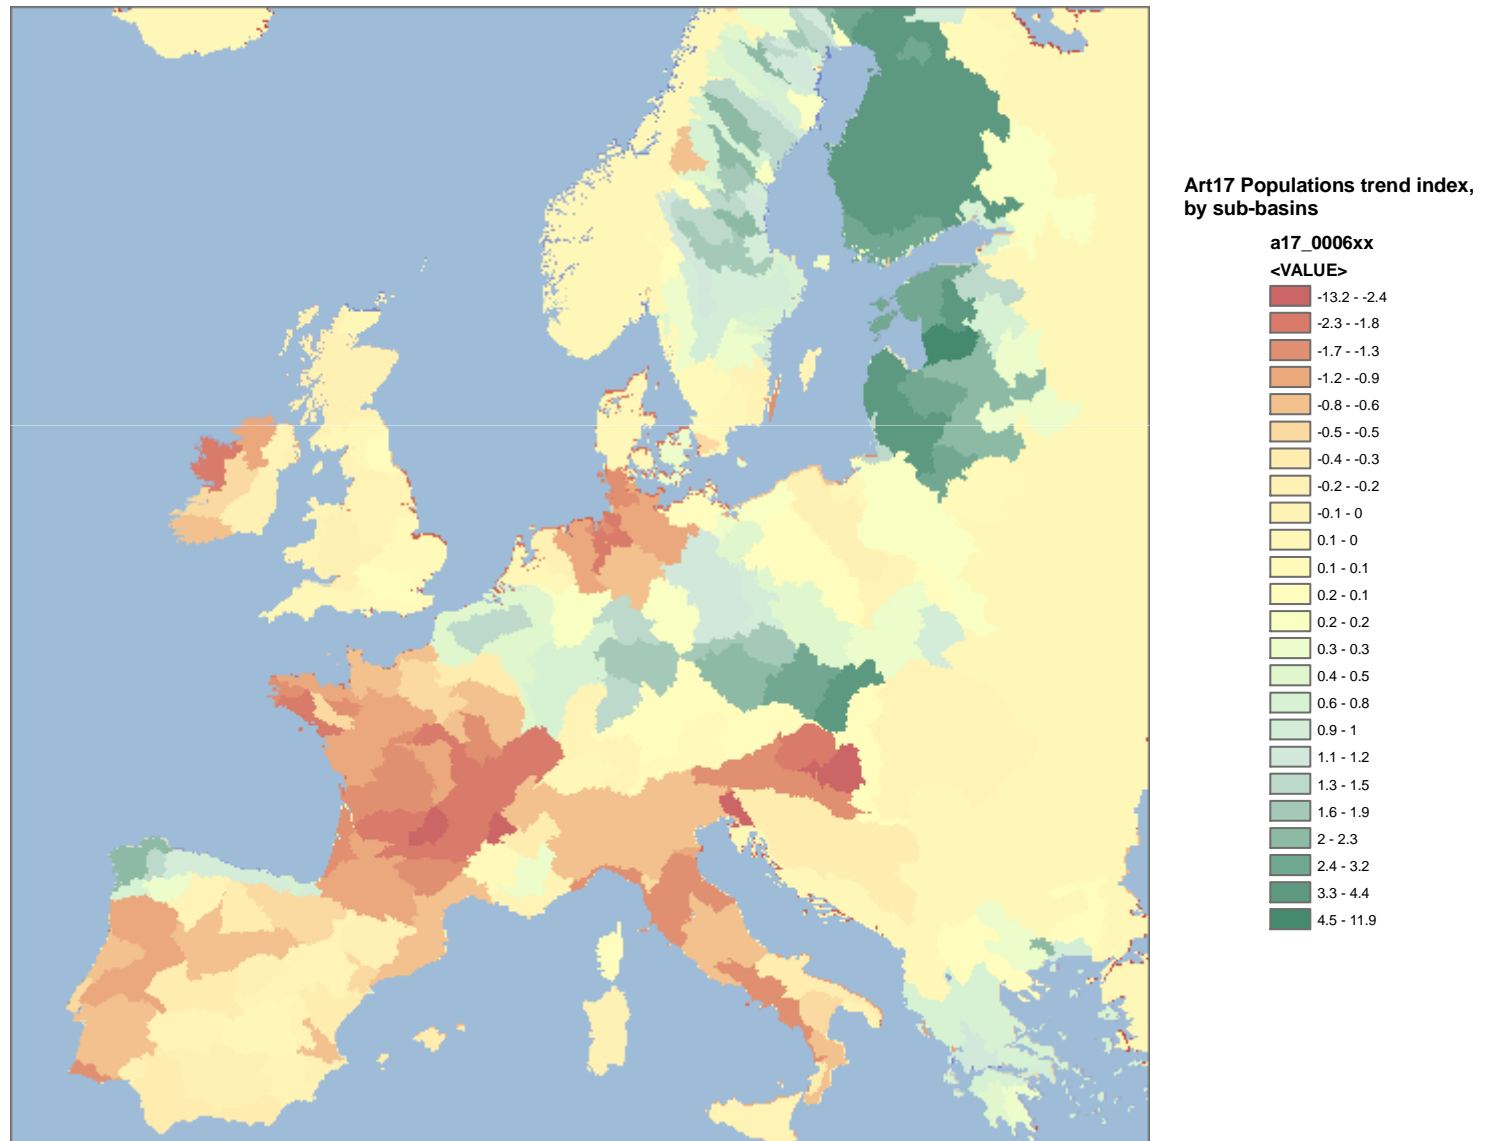 Art17 Populations trend index,
by sub-basins
a17_0006xx
<VALUE>
-13.2 - -2.4
-2.3 - -1.8
-1.7 - -1.3
-1.2 - -0.9
-0.8 - -0.6
-0.5 - -0.5
-0.4 - -0.3
-0.2 - -0.2
-0.1 - 0
0.1 - 0
0.1 - 0.1
0.2 - 0.1
0.2 - 0.2
0.3 - 0.3
0.4 - 0.5
0.6 - 0.8
0.9 - 1
1.1 - 1.2
1.3 - 1.5
1.6 - 1.9
2 - 2.3
2.4 - 3.2
3.3 - 4.4
4.5 - 11.9